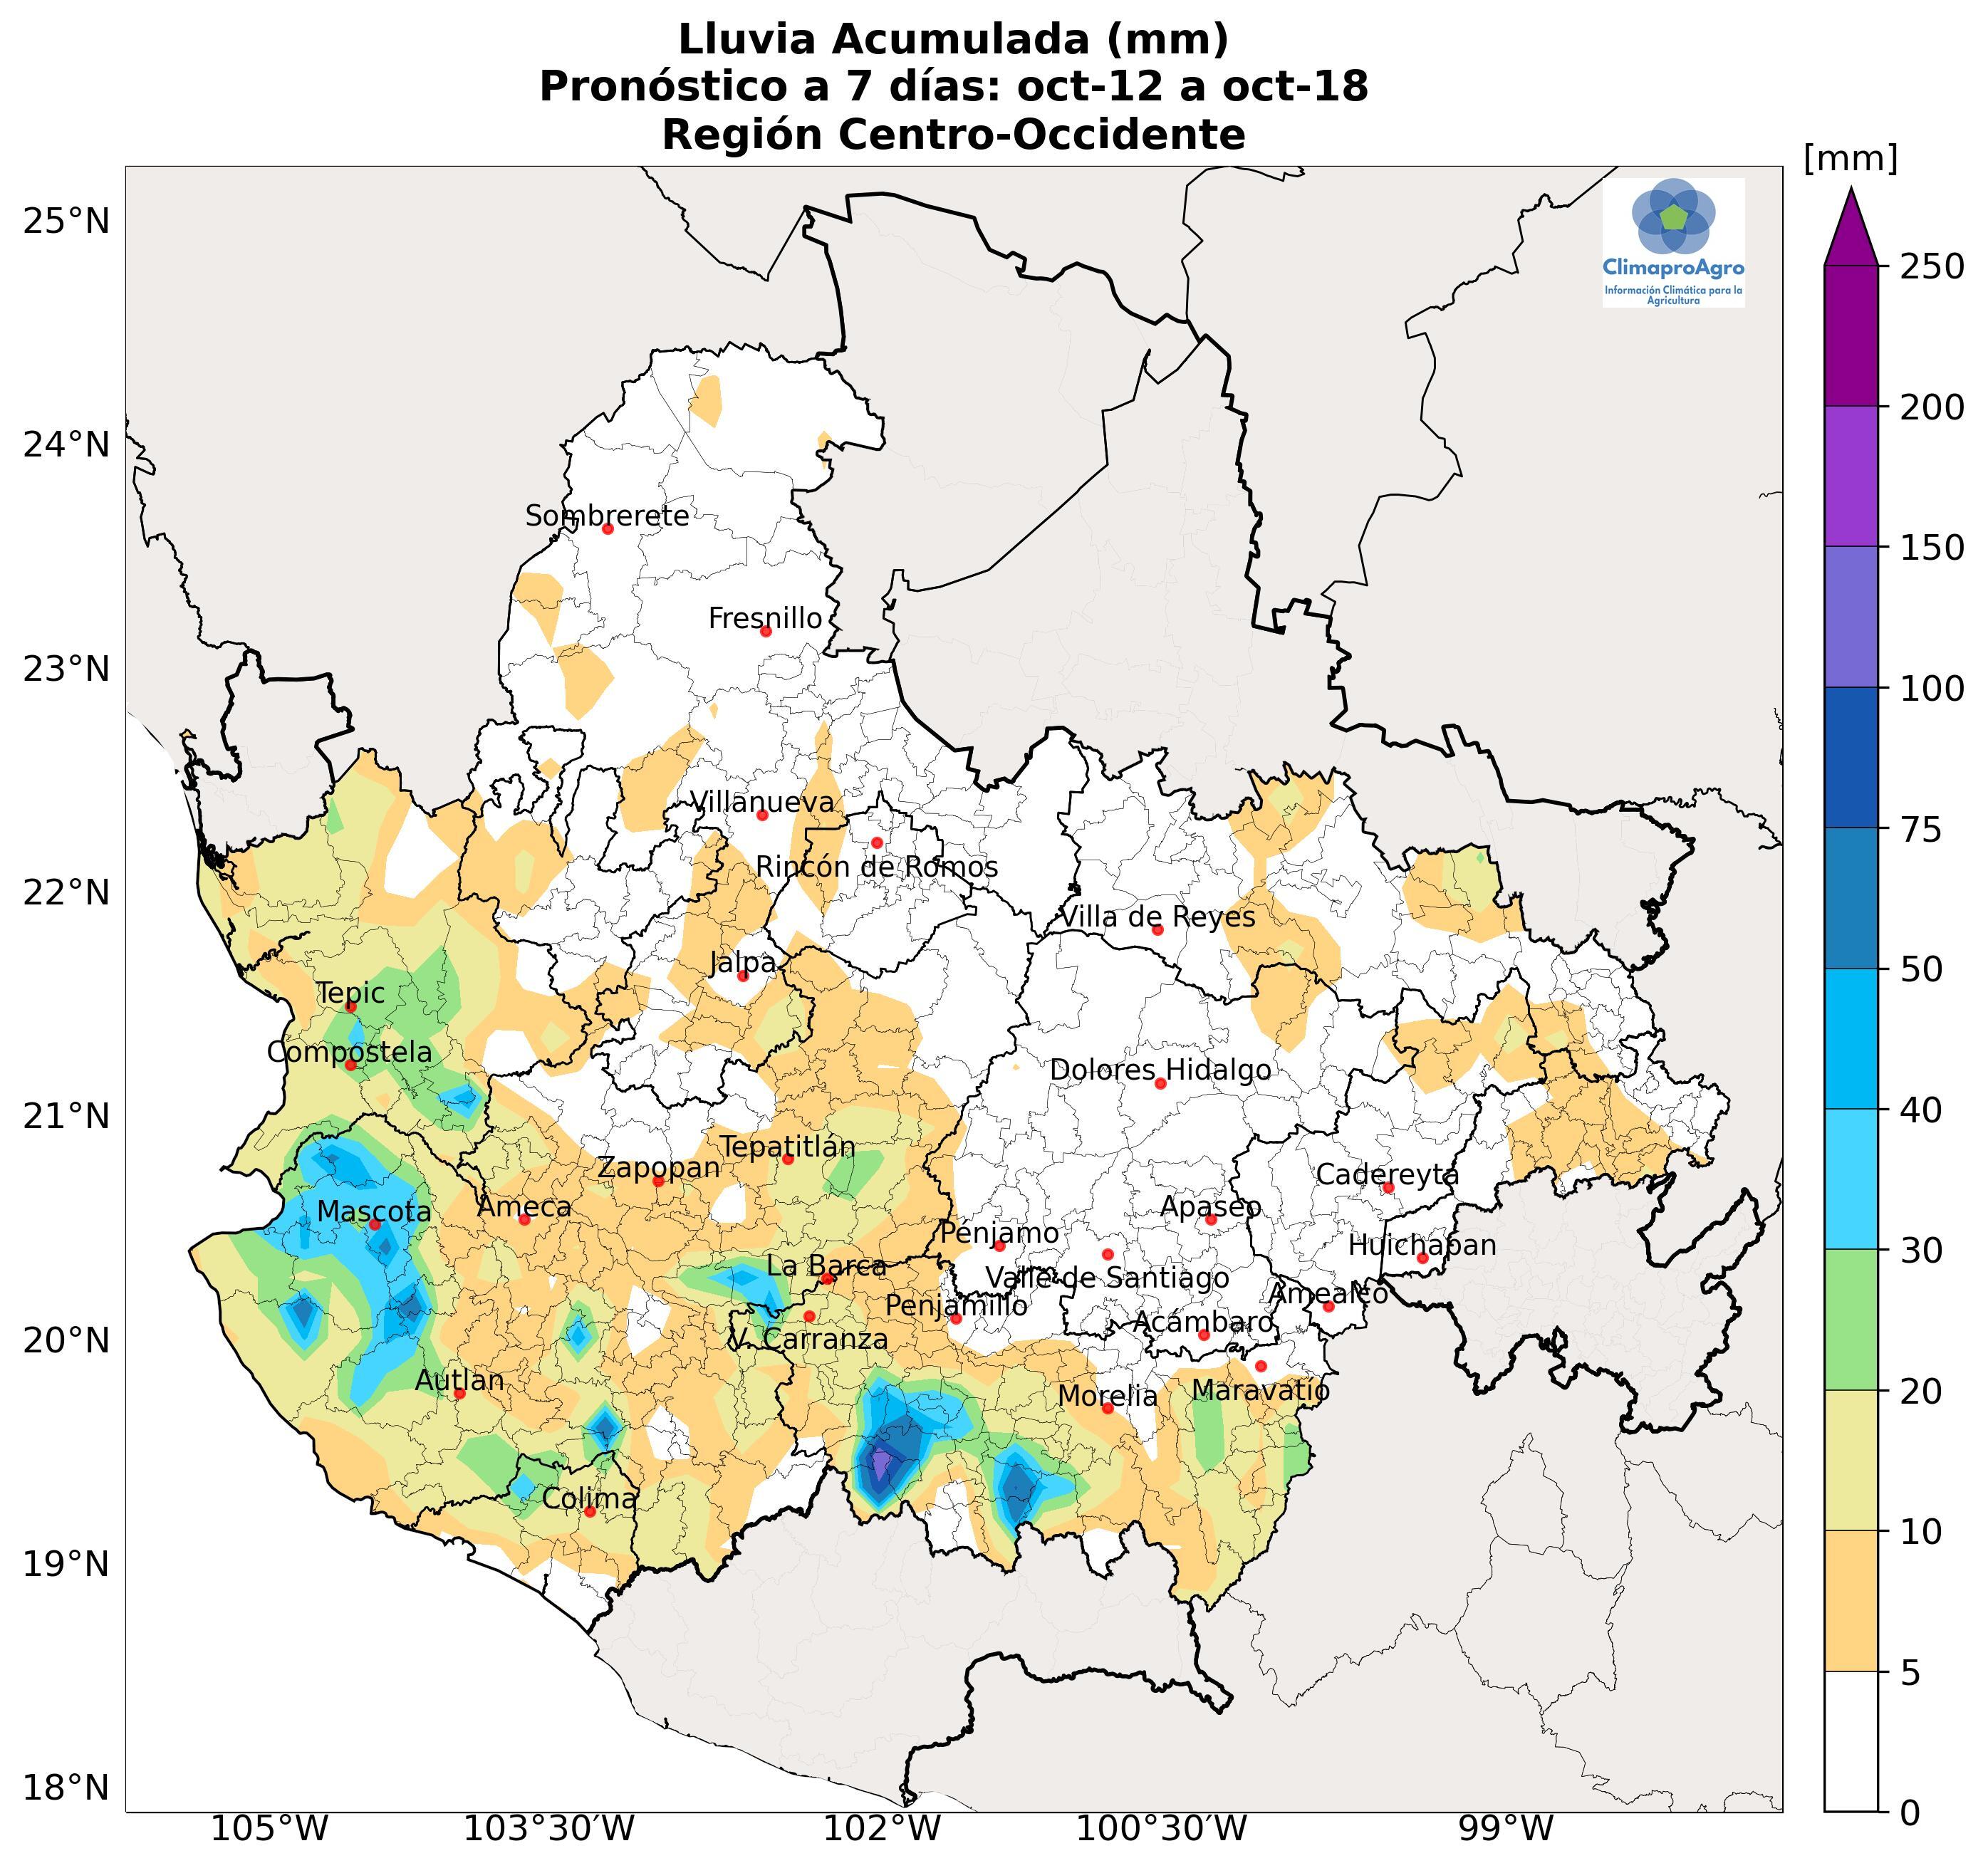 Lluvia Acumulada (mm)
Pronóstico a 7 días: oct-12 a oct-18
Región Centro-Occidente
[mm]
25°N
24°N
23°N
22°N
21°N
20°N
19°N
18°N
105°W
103°30'W
102°W
100°30'W
99°W
ClimaproAgro
Información Climática para la
Agricultura
250
200
150
100
75
50
40
30
20
10
5
0
Sombrerete
Fresnillo
Villanueva
Rincón de Romos
Villa de Reyes
Jalpa
Tepic
Compostela
Dolores Hidalgo
Tepatitlán
Zapopan
Cadereyta
Mascota
Ameca
Apaseo
Pénjamo
Huichapan
La Barca
Valle de Santiago
Amealco
Penjamillo
Acámbaro
V. Carranza
Autlan
Morelia
Maravatío
Colima